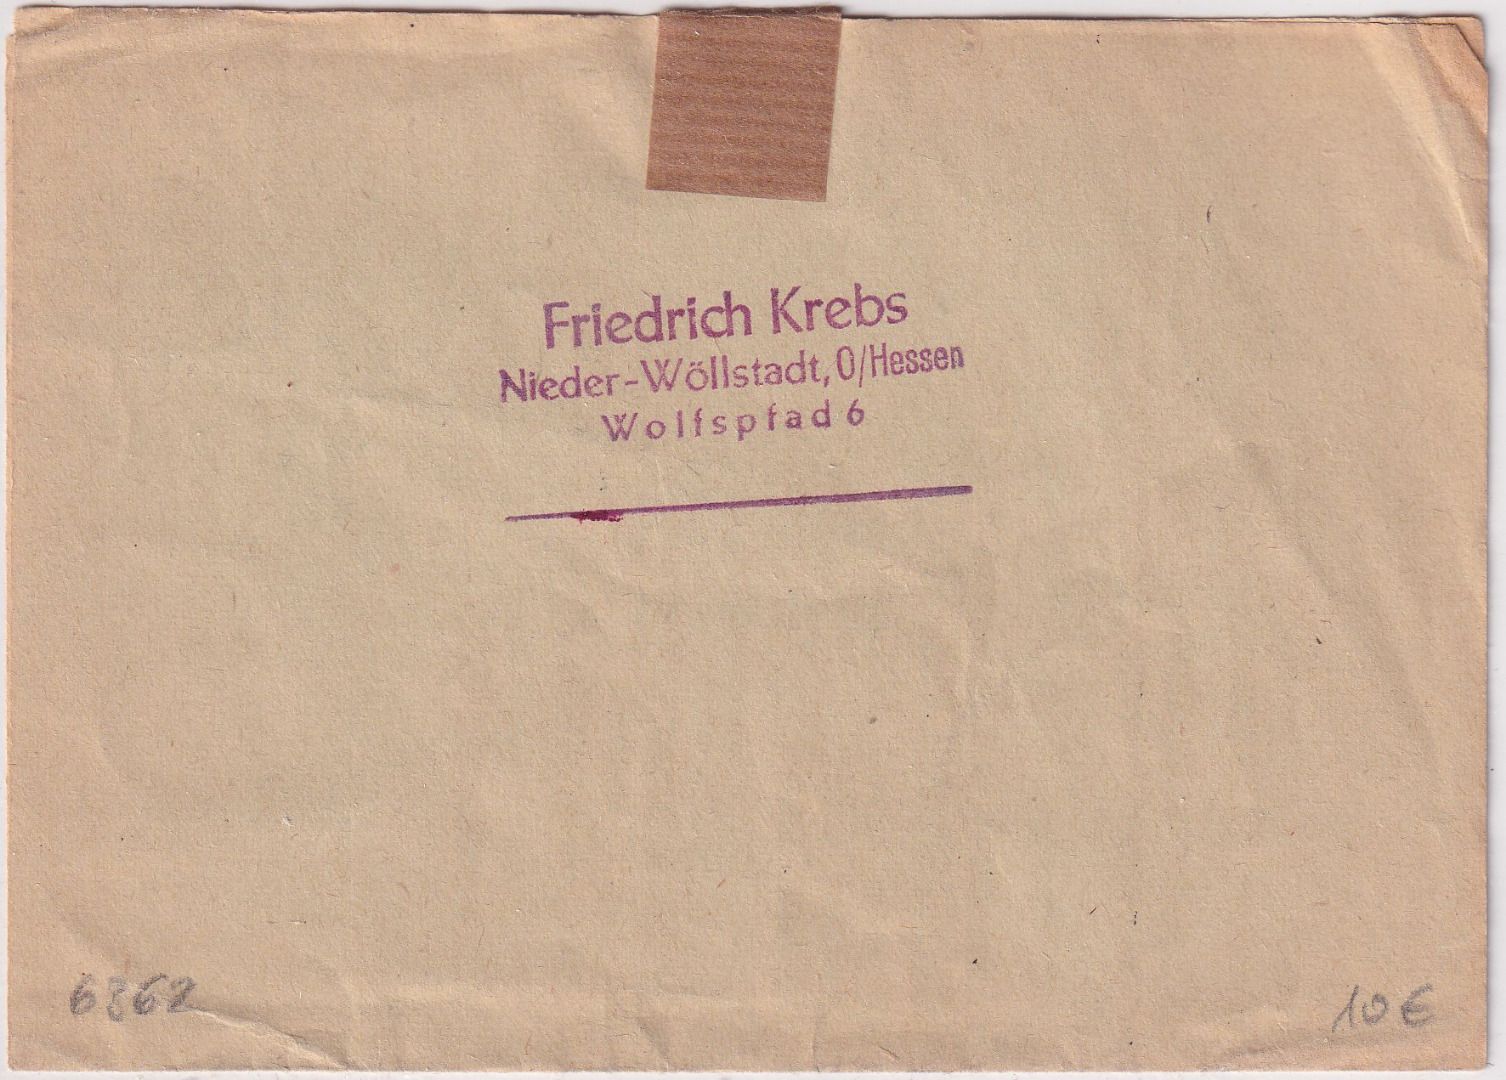 Friedrich Krebs
Nieder-Wöllstadt, O/Hessen
Wolfspfad 6
6362
10 €